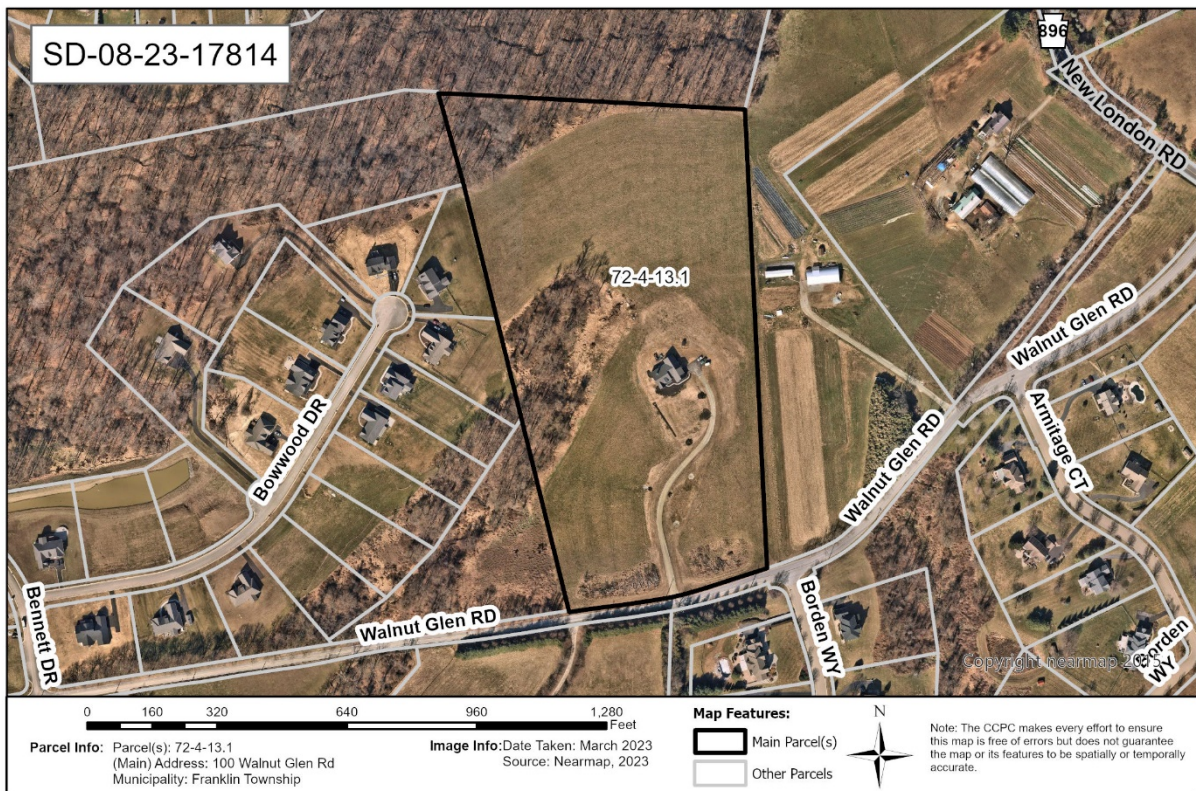 SD-08-23-17814
896
New London RD
72-4-13.1
Walnut Glen RD
Armitage CT
Walnut Glen RD
Bowwood DR
Bennett DR
Walnut Glen RD
Borden WY
Borden WY
Copyright nearmap 2015
0 160 320 640 960 1,280
Feet
Parcel Info: Parcel(s): 72-4-13.1
(Main) Address: 100 Walnut Glen Rd
Municipality: Franklin Township
Image Info: Date Taken: March 2023
Source: Nearmap, 2023
Map Features:
Main Parcel(s)
Other Parcels
N
Note: The CCPC makes every effort to ensure
this map is free of errors but does not guarantee
the map or its features to be spatially or temporally
accurate.